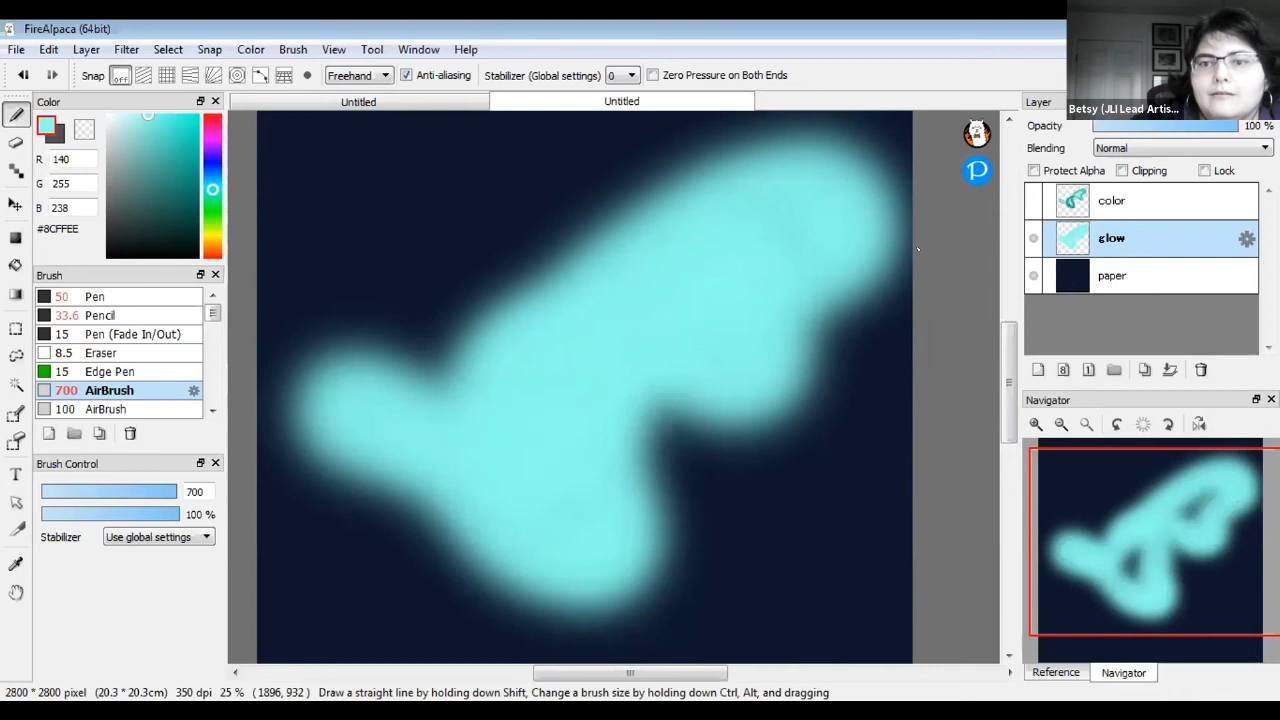 FireAlpaca (64bit)
File Edit Layer Filter Select Snap Color Brush View Tool Window Help
Snap off Freehand Anti-aliasing Stabilizer (Global settings) 0 Zero Pressure on Both Ends
Betsy (JLI Lead Artis...
Color
Untitled Untitled
Layer
R 140
G 255
B 238
#8CFFEE
Opacity 100 %
Blending Normal
Protect Alpha Clipping Lock
color
glow
paper
Brush
50 Pen
33.6 Pencil
15 Pen (Fade In/Out)
8.5 Eraser
15 Edge Pen
700 AirBrush
100 AirBrush
Brush Control
700
100 %
Stabilizer Use global settings
Navigator
Reference Navigator
2800 * 2800 pixel (20.3 * 20.3cm) 350 dpi 25 % (1896, 932) Draw a straight line by holding down Shift, Change a brush size by holding down Ctrl, Alt, and dragging